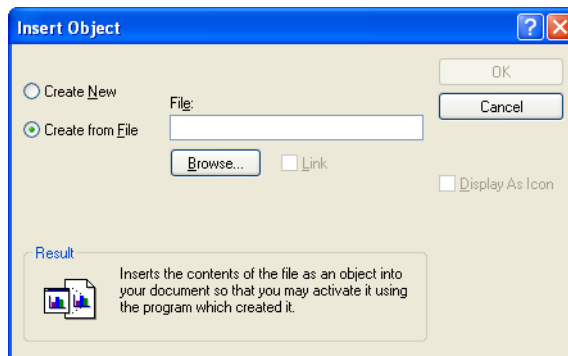 Insert Object
OK
Create New
File:
Cancel
Create from File
Browse...
Link
Display As Icon
Result
Inserts the contents of the file as an object into
your document so that you may activate it using
the program which created it.